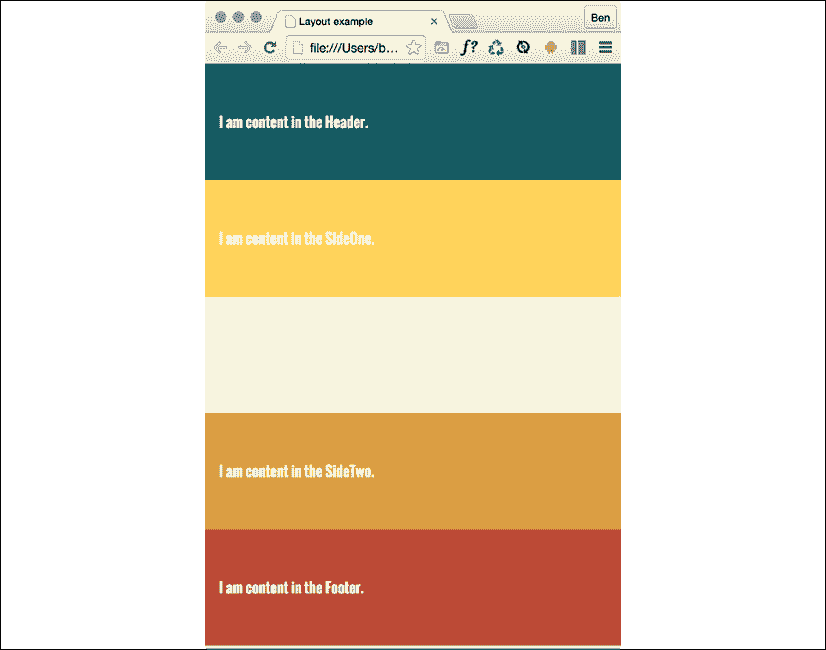 Layout example
Ben
file:///Users/b...
f?
I am content in the Header.
I am content in the SideOne.
I am content in the SideTwo.
I am content in the Footer.